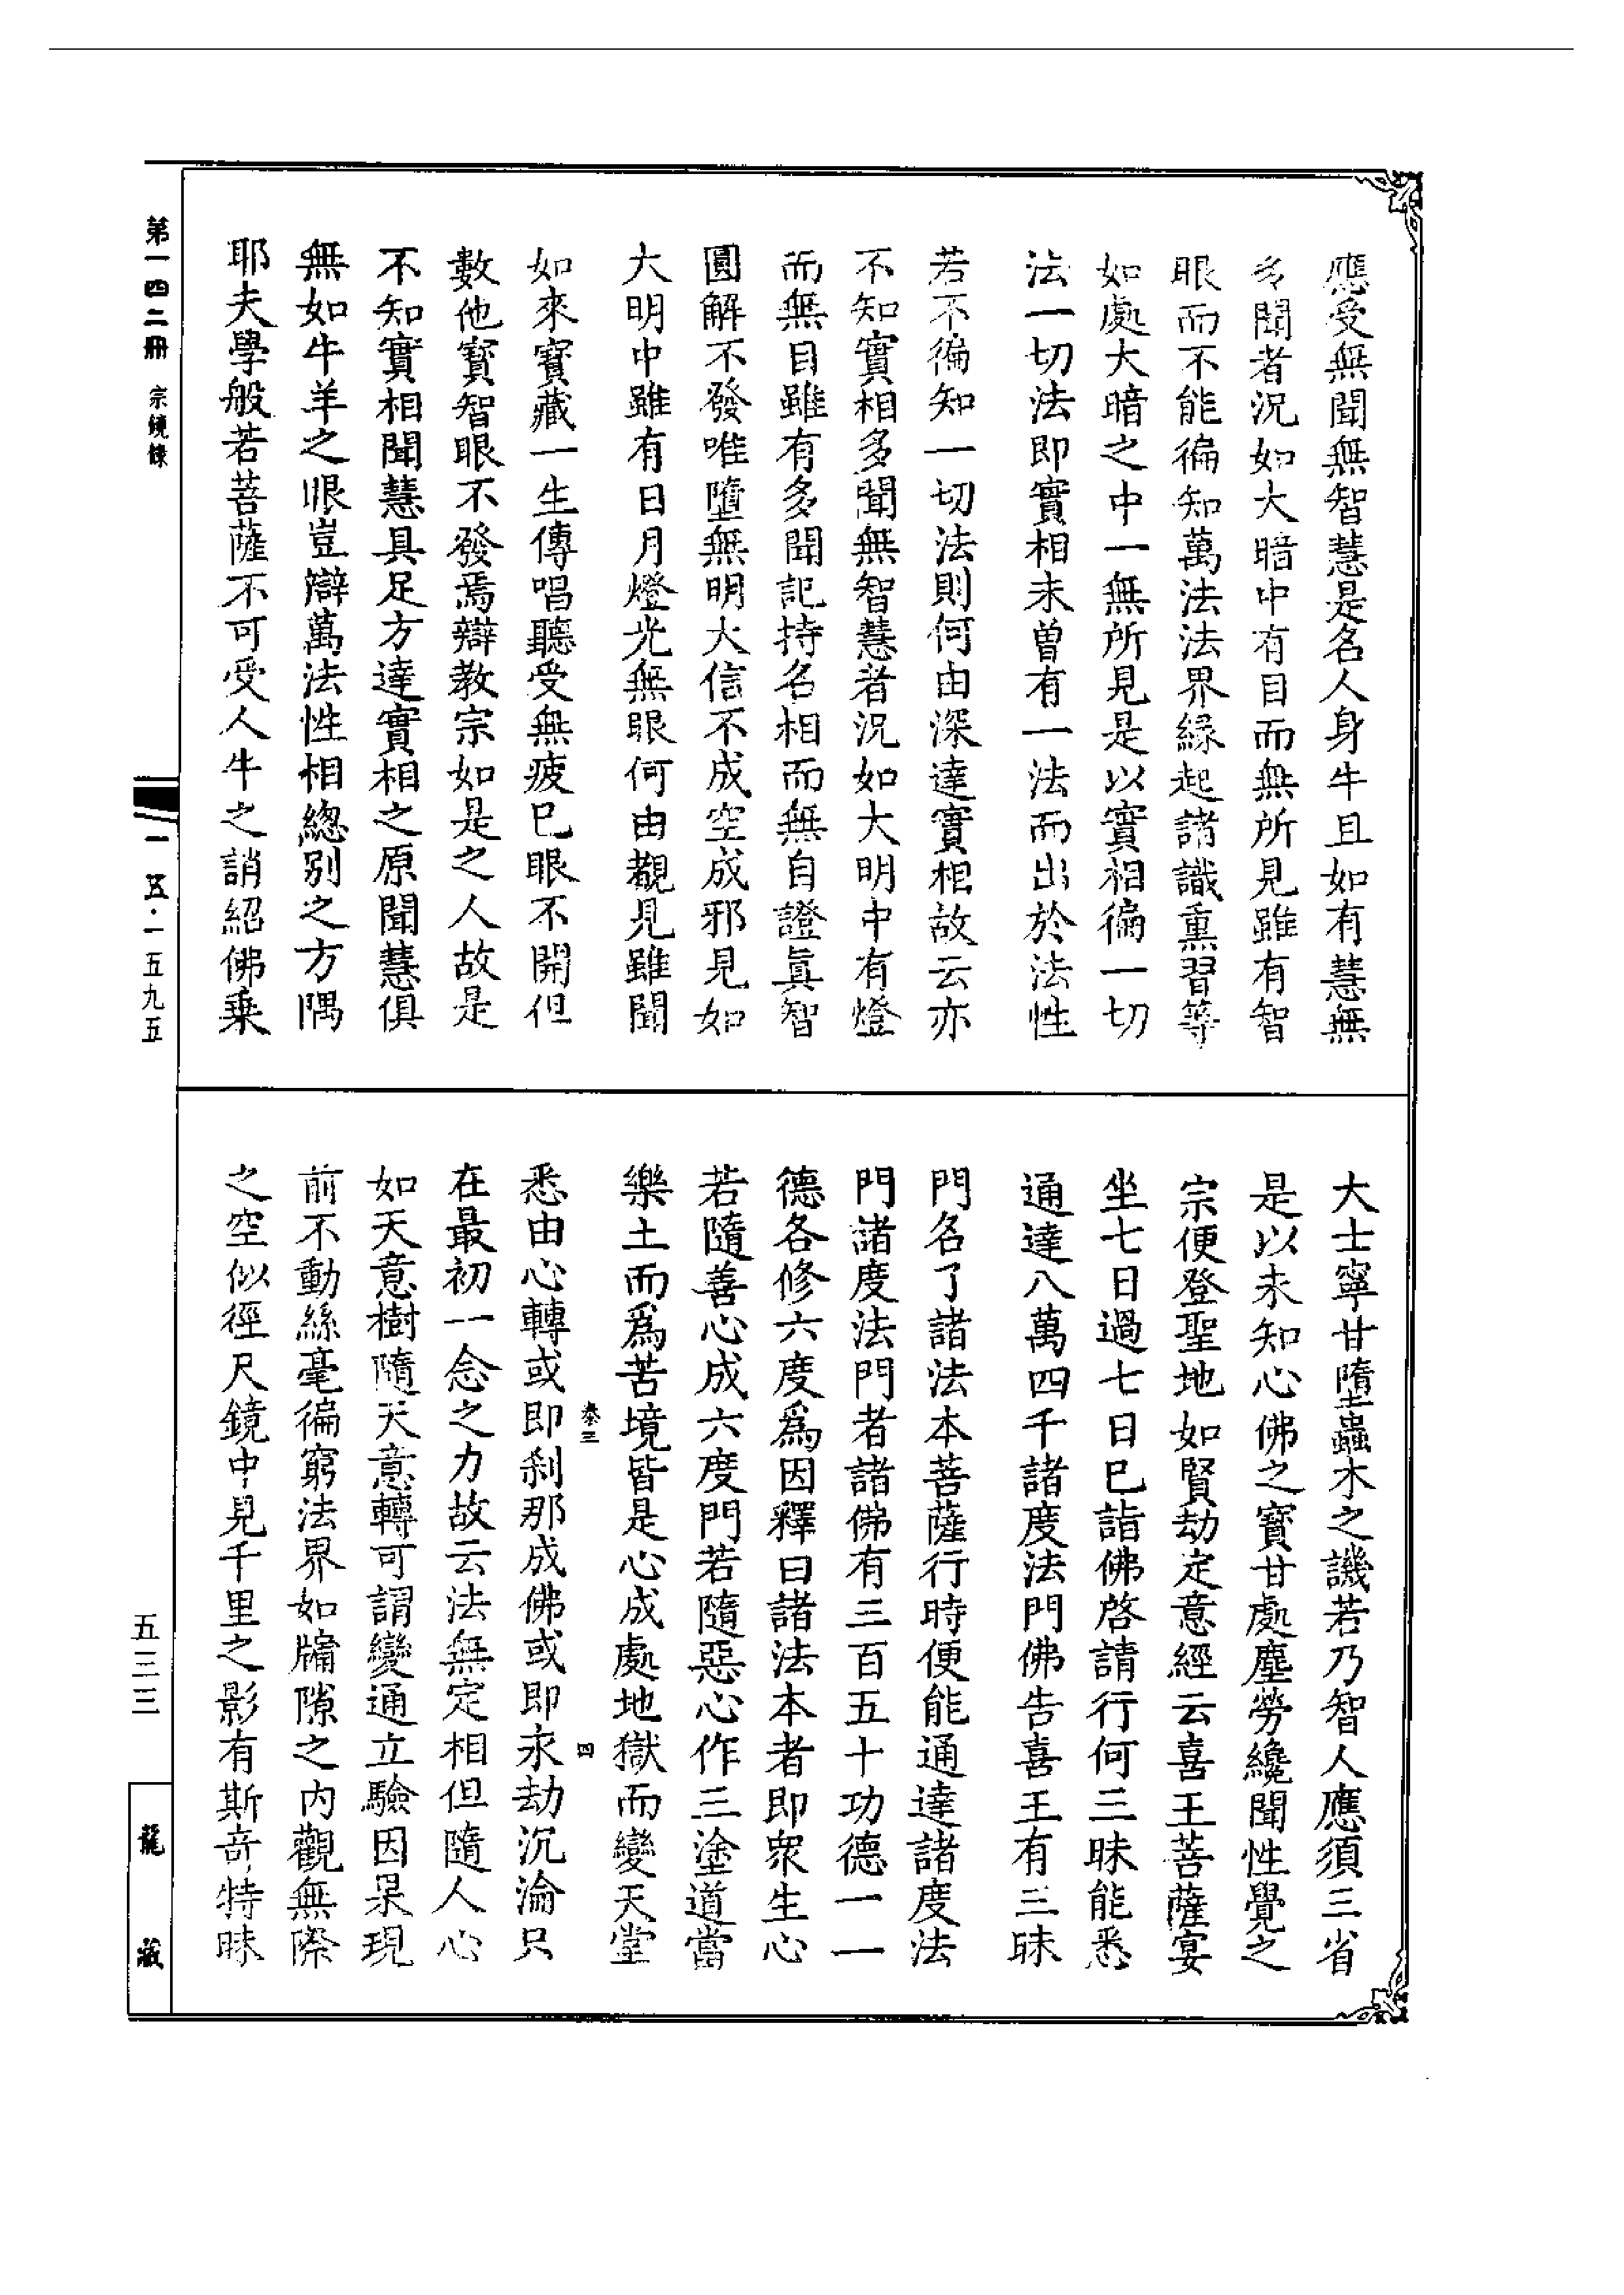 應受無聞無智慧是名人身牛且如有慧無
多聞者況如大暗中有目而無所見雖有智
眼而不能徧知萬法法界緣起諸識熏習等
如處大暗之中一無所見是以實相徧一切
法一切法即實相未曾有一法而出於法性
若不徧知一切法則何由深達實相故云亦
不知實相多聞無智慧者況如大明中有燈
而無目雖有多聞記持名相而無自證眞智
圓解不發唯墮無明大信不成空成邪見如
大明中雖有日月燈光無眼何由觀見雖聞
如來寶藏一生傳唱聽受無疲已眼不開但
數他寶智眼不發焉辯教宗如是之人故是
不知實相聞慧具足方達實相之原聞慧俱
無如牛羊之眼豈辯萬法性相總別之方隅
耶夫學般若菩薩不可受人牛之誚紹佛乗
大士寧甘墮蟲木之譏若乃智人應須三省
是以未知心佛之寶甘處塵勞纔聞性覺之
宗便登聖地如賢劫定意經云喜王菩薩宴
坐七日過七日已詣佛啓請行何三昧能悉
通達八萬四千諸度法門佛告喜王有三昧
門名了諸法本菩薩行時便能通達諸度法
門諸度法門者諸佛有三百五十功德一一
德各修六度爲因釋曰諸法本者即衆生心
若隨善心成六度門若隨惡心作三塗道當
樂土而爲苦境皆是心成處地獄而變天堂
卷三 四
悉由心轉或即刹那成佛或即永劫沉淪只
在最初一念之力故云法無定相但隨人心
如天意樹隨天意轉可謂變通立驗因果現
前不動絲毫徧窮法界如牖隙之内觀無際
之空似徑尺鏡中見千里之影有斯奇特昧
第一四二冊 宗鏡錄
一一五·一五九五
五三三
龍藏